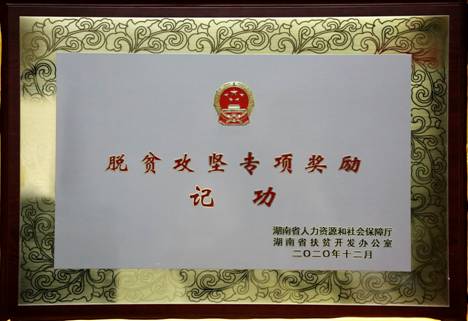 脱贫攻坚专项奖励
记功
湖南省人力资源和社会保障厅
湖南省扶贫开发办公室
二〇二〇年十二月